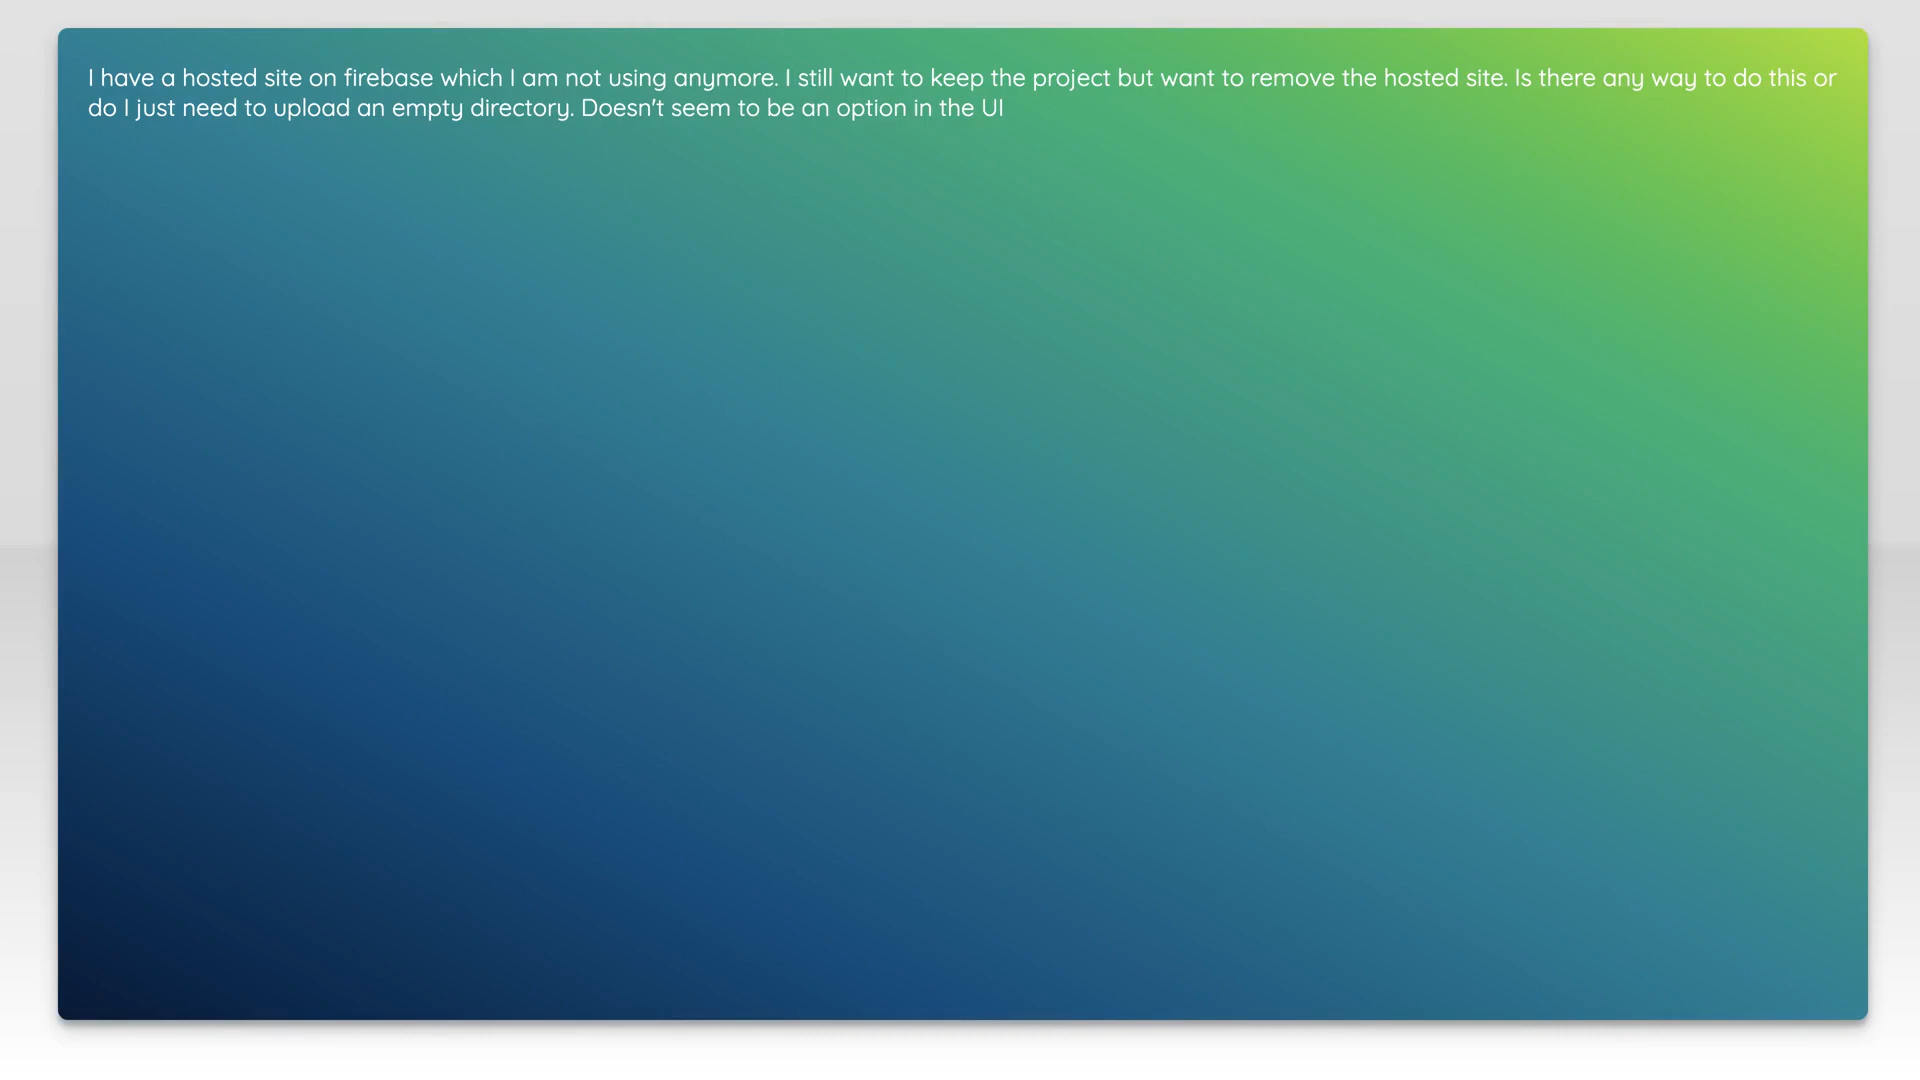 I have a hosted site on firebase which I am not using anymore. I still want to keep the project but want to remove the hosted site. Is there any way to do this or
do I just need to upload an empty directory. Doesn't seem to be an option in the UI